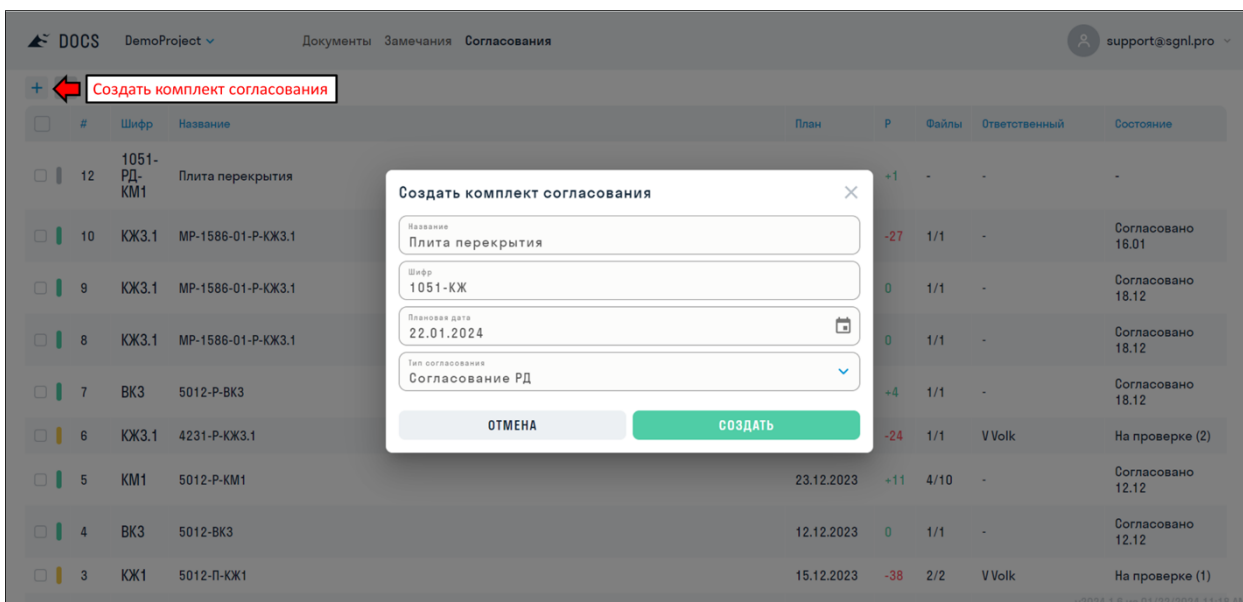 DOCS DemoProject Документы Замечания Согласования support@sgnl.pro
+ Создать комплект согласования
# Шифр Название План Р Файлы Ответственный Состояние
12 1051-РД-КМ1 Плита перекрытия +1 - - -
Создать комплект согласования
Название
Плита перекрытия
Шифр
1051-КЖ
Плановая дата
22.01.2024
Тип согласования
Согласование РД
ОТМЕНА СОЗДАТЬ
10 КЖ3.1 МР-1586-01-Р-КЖ3.1 -27 1/1 - Согласовано 16.01
9 КЖ3.1 МР-1586-01-Р-КЖ3.1 0 1/1 - Согласовано 18.12
8 КЖ3.1 МР-1586-01-Р-КЖ3.1 0 1/1 - Согласовано 18.12
7 ВК3 5012-Р-ВК3 +4 1/1 - Согласовано 18.12
6 КЖ3.1 4231-Р-КЖ3.1 -24 1/1 V Volk На проверке (2)
5 КМ1 5012-Р-КМ1 23.12.2023 +11 4/10 - Согласовано 12.12
4 ВК3 5012-ВК3 12.12.2023 0 1/1 - Согласовано 12.12
3 КЖ1 5012-П-КЖ1 15.12.2023 -38 2/2 V Volk На проверке (1)